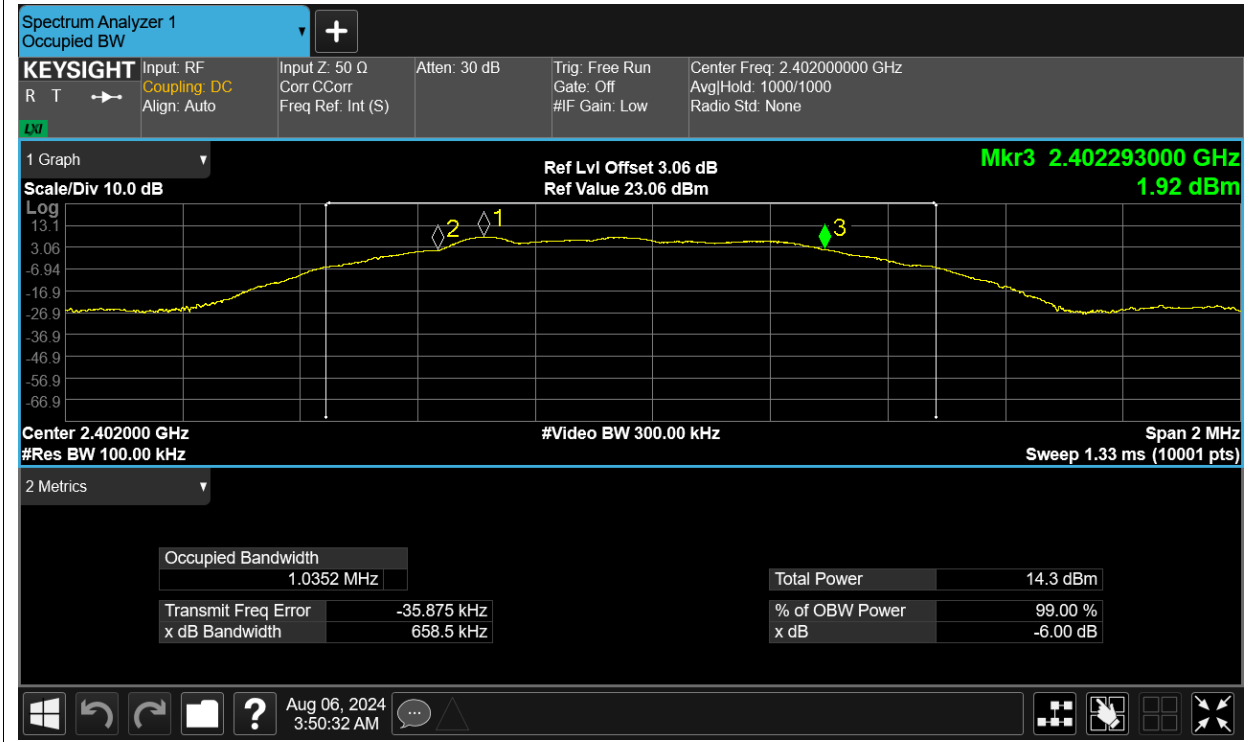 Spectrum Analyzer 1
Occupied BW
KEYSIGHT
R T
LXI
Input: RF
Coupling: DC
Align: Auto
Input Z: 50 Ω
Corr CCorr
Freq Ref: Int (S)
Atten: 30 dB
Trig: Free Run
Gate: Off
#IF Gain: Low
Center Freq: 2.402000000 GHz
Avg|Hold: 1000/1000
Radio Std: None
1 Graph
Scale/Div 10.0 dB
Ref Lvl Offset 3.06 dB
Ref Value 23.06 dBm
Mkr3 2.402293000 GHz
1.92 dBm
Log
13.1
3.06
-6.94
-16.9
-26.9
-36.9
-46.9
-56.9
-66.9
2
1
3
Center 2.402000 GHz
#Res BW 100.00 kHz
#Video BW 300.00 kHz
Span 2 MHz
Sweep 1.33 ms (10001 pts)
2 Metrics
Occupied Bandwidth
1.0352 MHz
Transmit Freq Error -35.875 kHz
x dB Bandwidth 658.5 kHz
Total Power 14.3 dBm
% of OBW Power 99.00 %
x dB -6.00 dB
?
Aug 06, 2024
3:50:32 AM